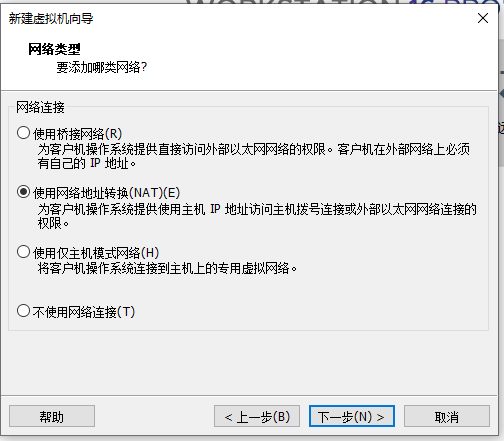 WORKSTATION 16 PRO
新建虚拟机向导
网络类型
要添加哪类网络?
网络连接
使用桥接网络(R)
为客户机操作系统提供直接访问外部以太网网络的权限。客户机在外部网络上必须
有自己的 IP 地址。
使用网络地址转换(NAT)(E)
为客户机操作系统提供使用主机 IP 地址访问主机拨号连接或外部以太网网络连接的
权限。
使用仅主机模式网络(H)
将客户机操作系统连接到主机上的专用虚拟网络。
不使用网络连接(T)
帮助
< 上一步(B)
下一步(N) >
取消